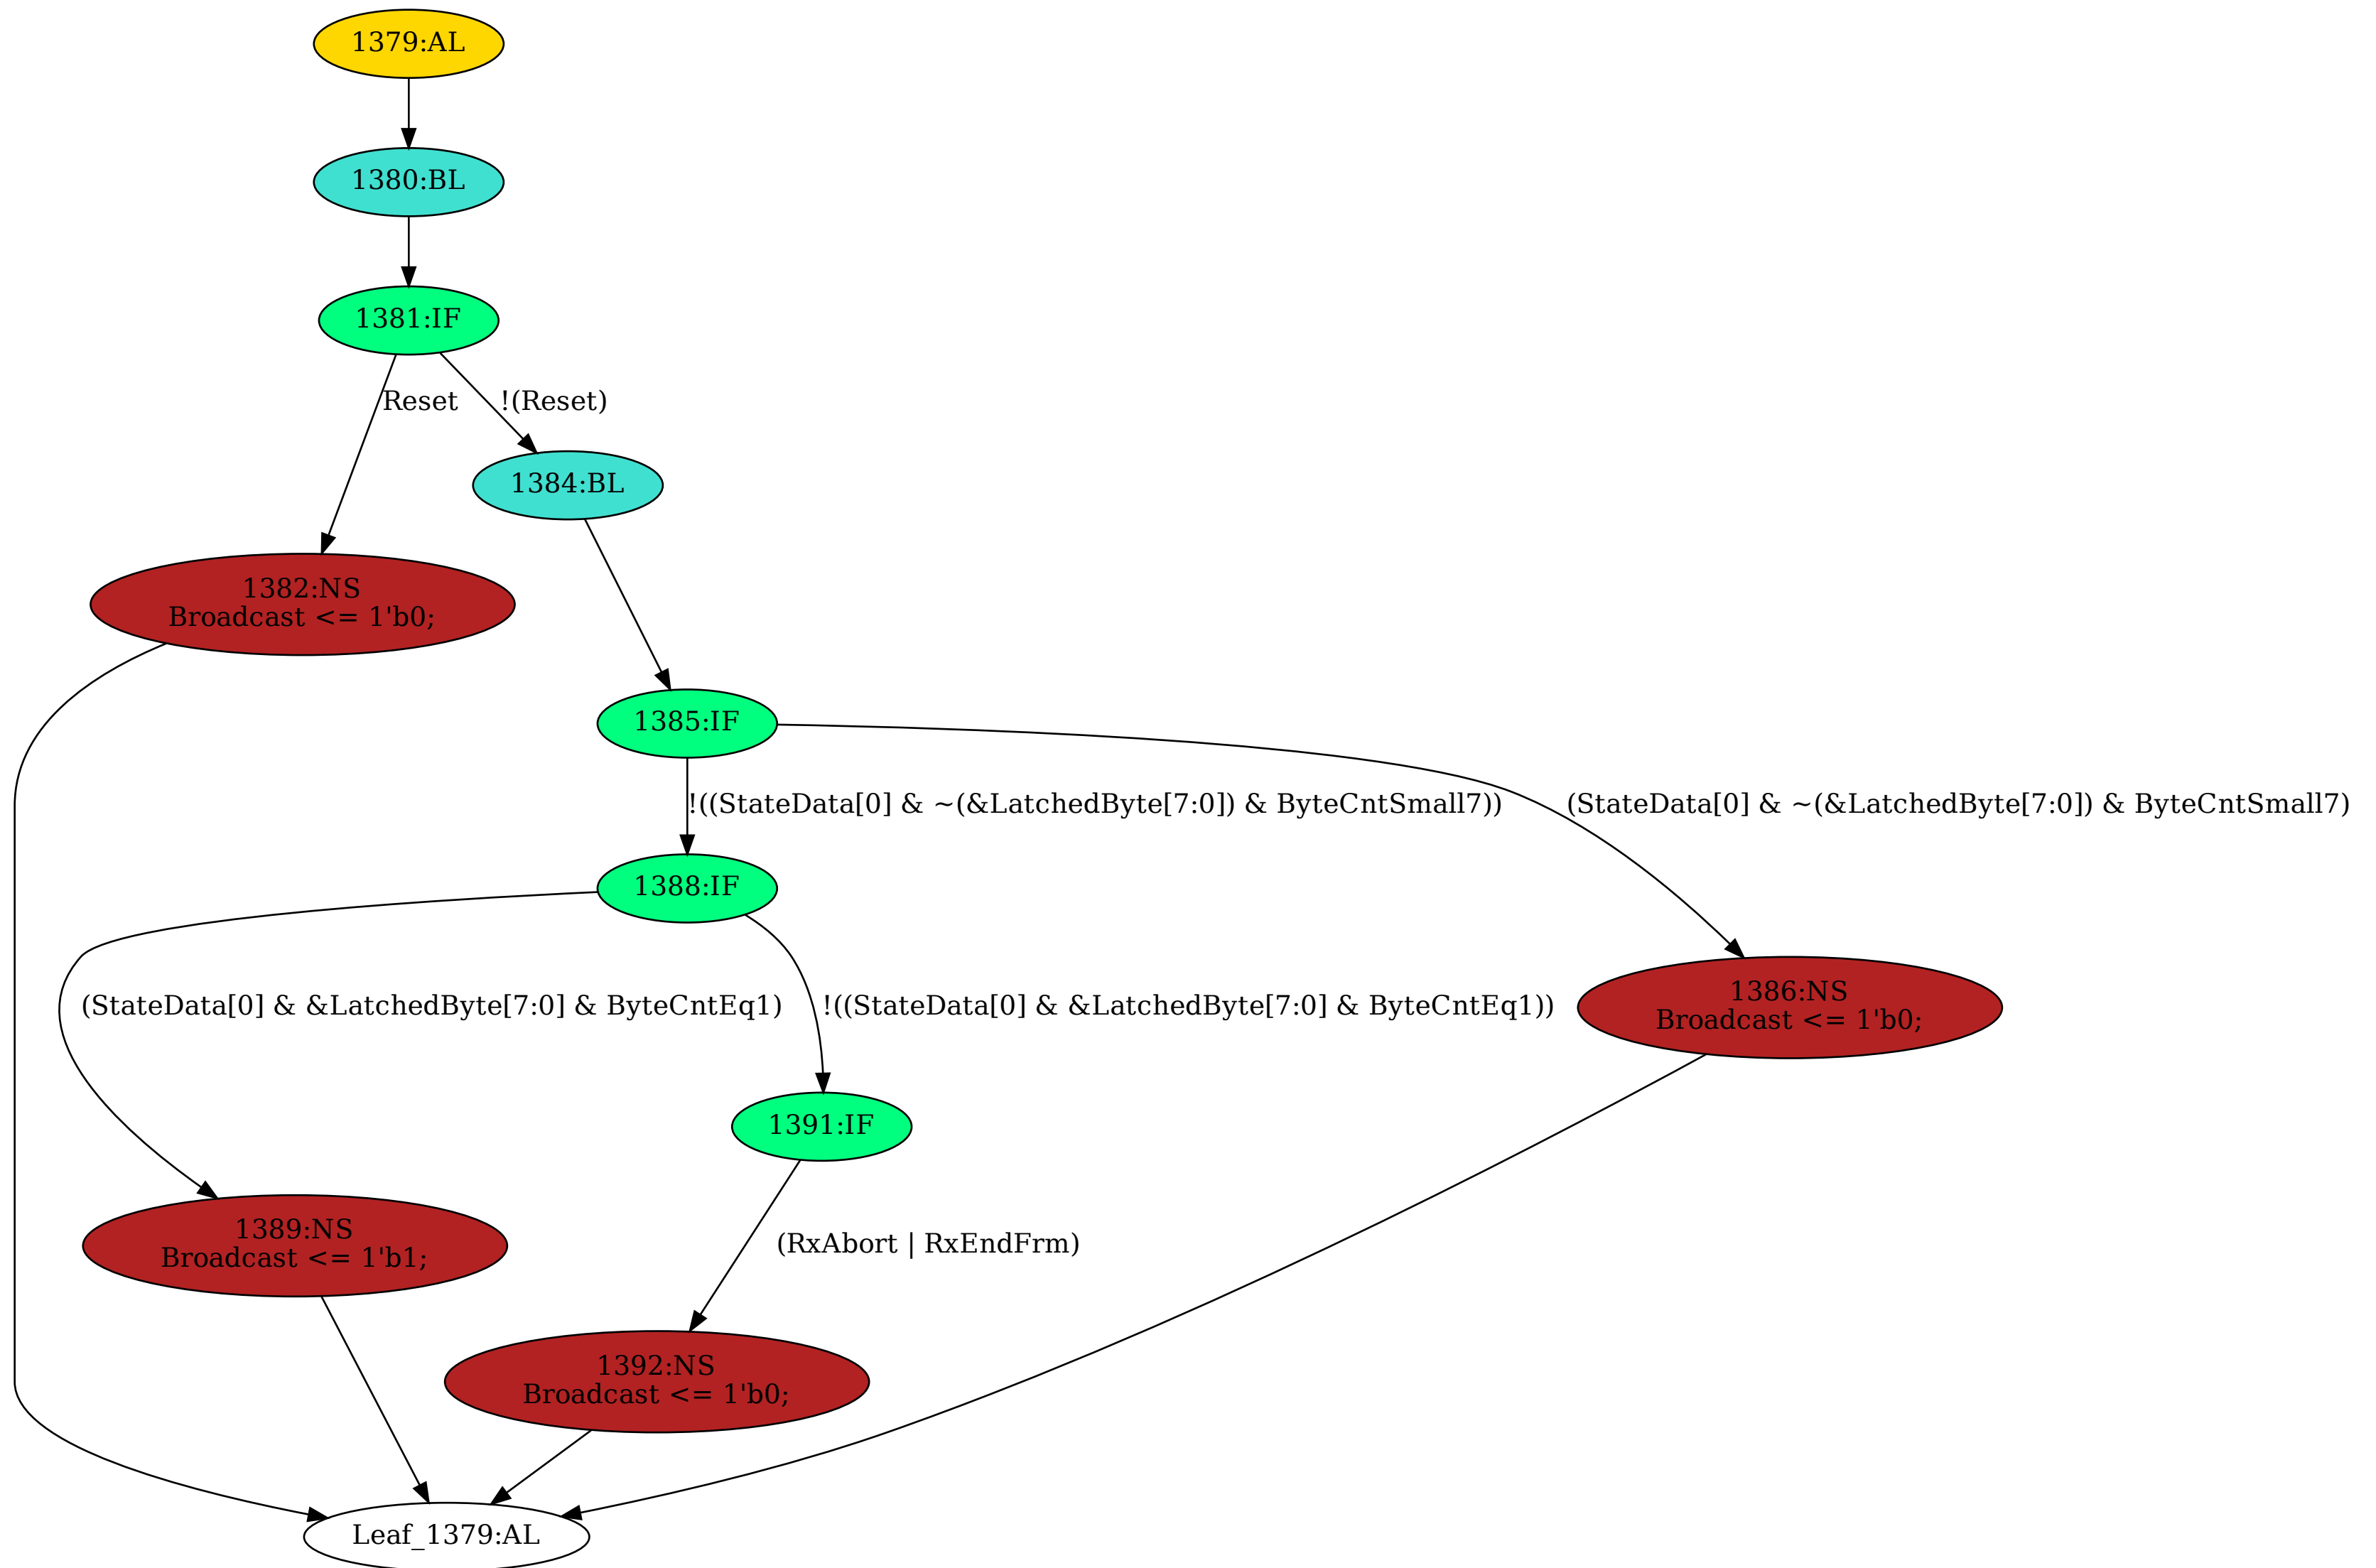 1379:AL
1380:BL
1381:IF
Reset
!(Reset)
1384:BL
1382:NS
Broadcast <= 1'b0;
1385:IF
!((StateData[0] & ~(&LatchedByte[7:0]) & ByteCntSmall7))
(StateData[0] & ~(&LatchedByte[7:0]) & ByteCntSmall7)
1388:IF
(StateData[0] & &LatchedByte[7:0] & ByteCntEq1)
!((StateData[0] & &LatchedByte[7:0] & ByteCntEq1))
1386:NS
Broadcast <= 1'b0;
1391:IF
1389:NS
Broadcast <= 1'b1;
(RxAbort | RxEndFrm)
1392:NS
Broadcast <= 1'b0;
Leaf_1379:AL